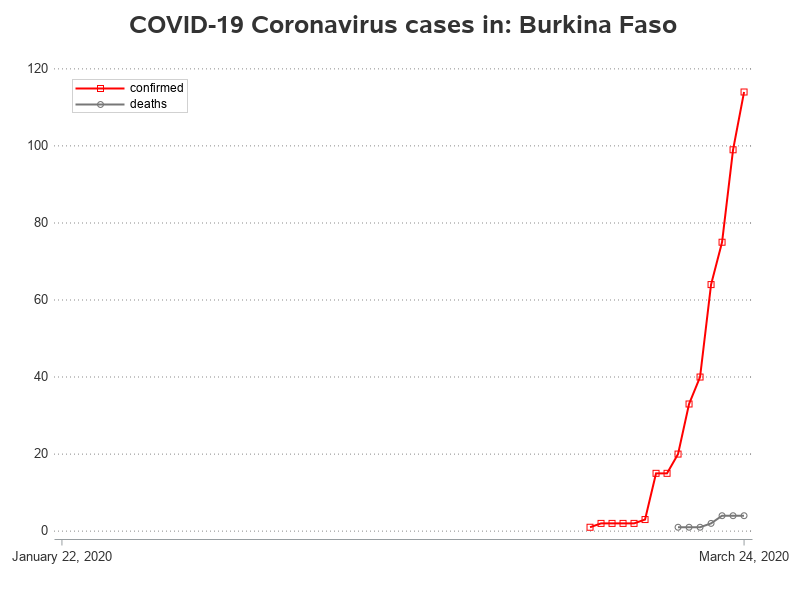 COVID-19 Coronavirus cases in: Burkina Faso
120
confirmed
deaths
100
80
60
40
20
0
January 22, 2020
March 24, 2020